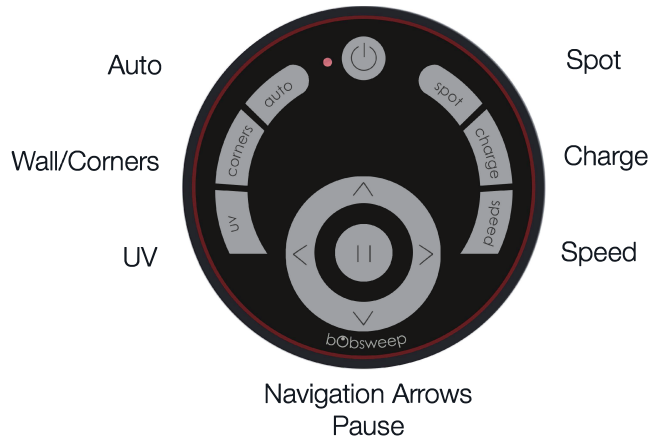 Auto
Spot
auto
spot
Wall/Corners
corners
charge
Charge
UV
uv
speed
Speed
bobsweep
Navigation Arrows
Pause